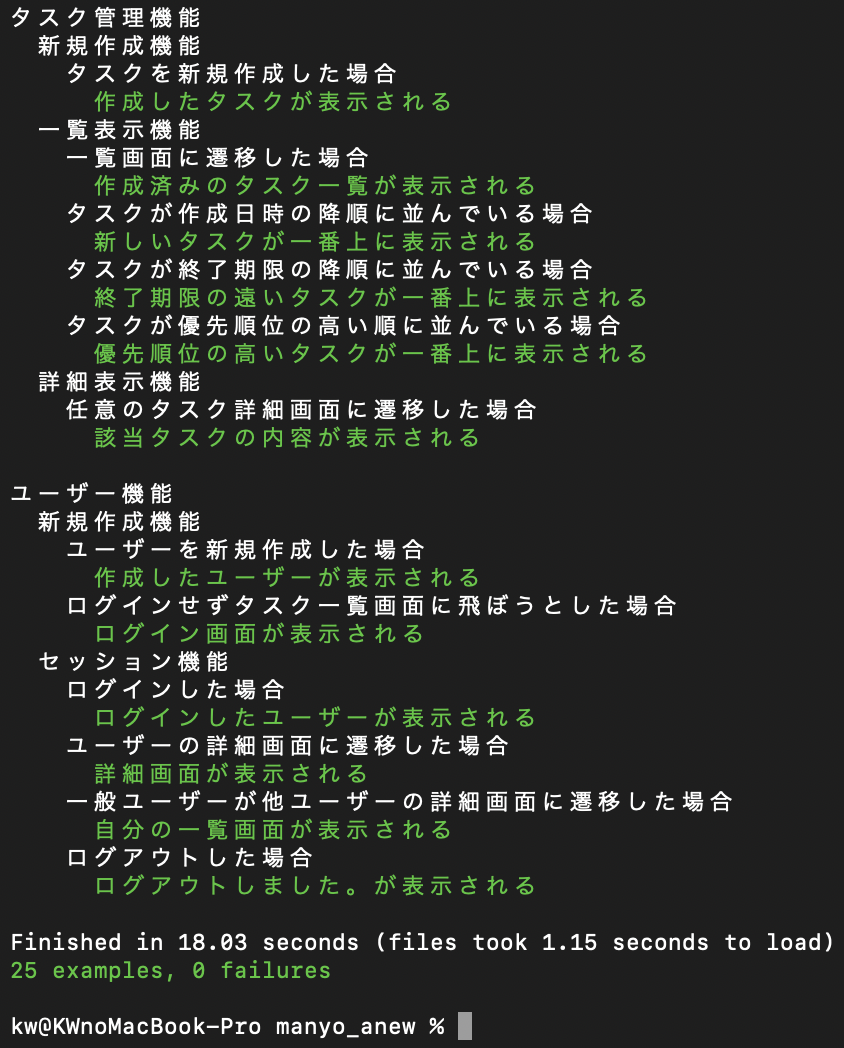 タスク管理機能
新規作成機能
タスクを新規作成した場合
作成したタスクが表示される
一覧表示機能
一覧画面に遷移した場合
作成済みのタスク一覧が表示される
タスクが作成日時の降順に並んでいる場合
新しいタスクが一番上に表示される
タスクが終了期限の降順に並んでいる場合
終了期限の遠いタスクが一番上に表示される
タスクが優先順位の高い順に並んでいる場合
優先順位の高いタスクが一番上に表示される
詳細表示機能
任意のタスク詳細画面に遷移した場合
該当タスクの内容が表示される
ユーザー機能
新規作成機能
ユーザーを新規作成した場合
作成したユーザーが表示される
ログインせずタスク一覧画面に飛ぼうとした場合
ログイン画面が表示される
セッション機能
ログインした場合
ログインしたユーザーが表示される
ユーザーの詳細画面に遷移した場合
詳細画面が表示される
一般ユーザーが他ユーザーの詳細画面に遷移した場合
自分の一覧画面が表示される
ログアウトした場合
ログアウトしました。が表示される
Finished in 18.03 seconds (files took 1.15 seconds to load)
25 examples, 0 failures
kw@KWnoMacBook-Pro manyo_anew %